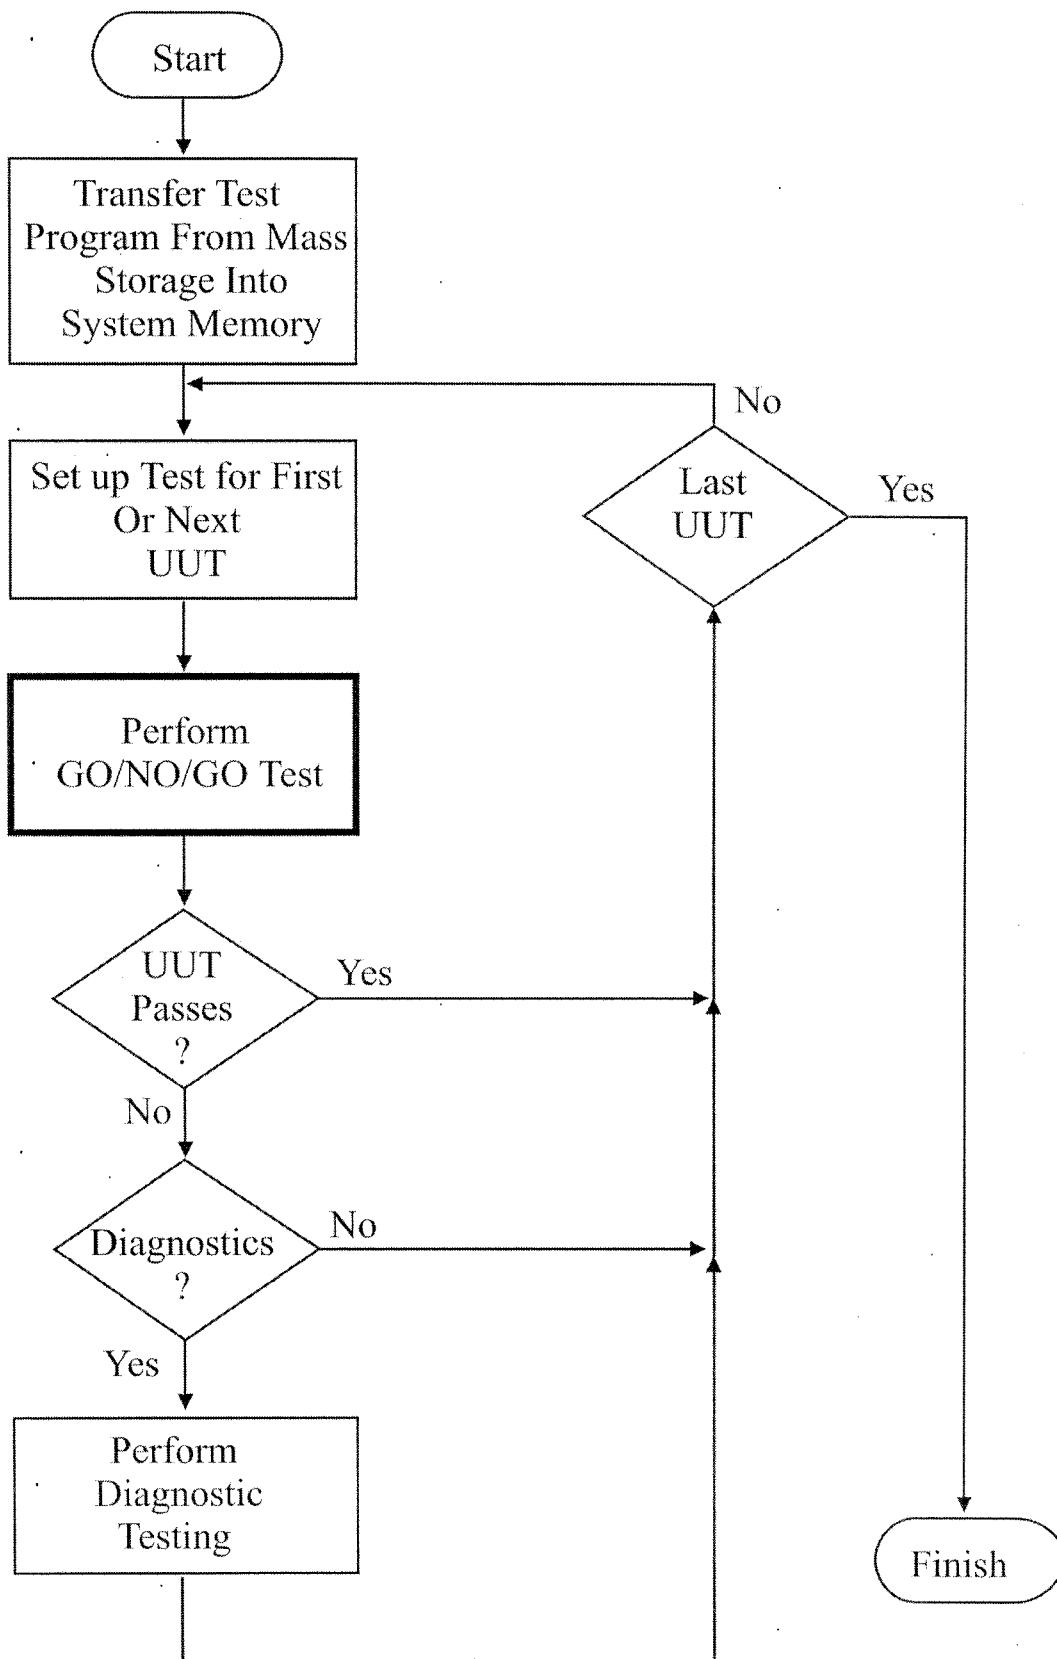 Start
Transfer Test
Program From Mass
Storage Into
System Memory
No
Last
UUT
Yes
Set up Test for First
Or Next
UUT
Perform
GO/NO/GO Test
UUT
Passes
?
Yes
No
Diagnostics
?
No
Yes
Perform
Diagnostic
Testing
Finish